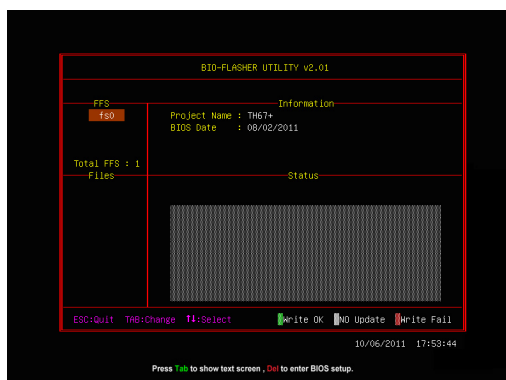 BIO-FLASHER UTILITY v2.01
FFS
Information
fs0
Project Name : TH67+
BIOS Date : 08/02/2011
Total FFS : 1
Files
Status
ESC:Quit TAB:Change ↑↓:Select Write OK NO Update Write Fail
10/06/2011 17:53:44
Press Tab to show text screen , Del to enter BIOS setup.